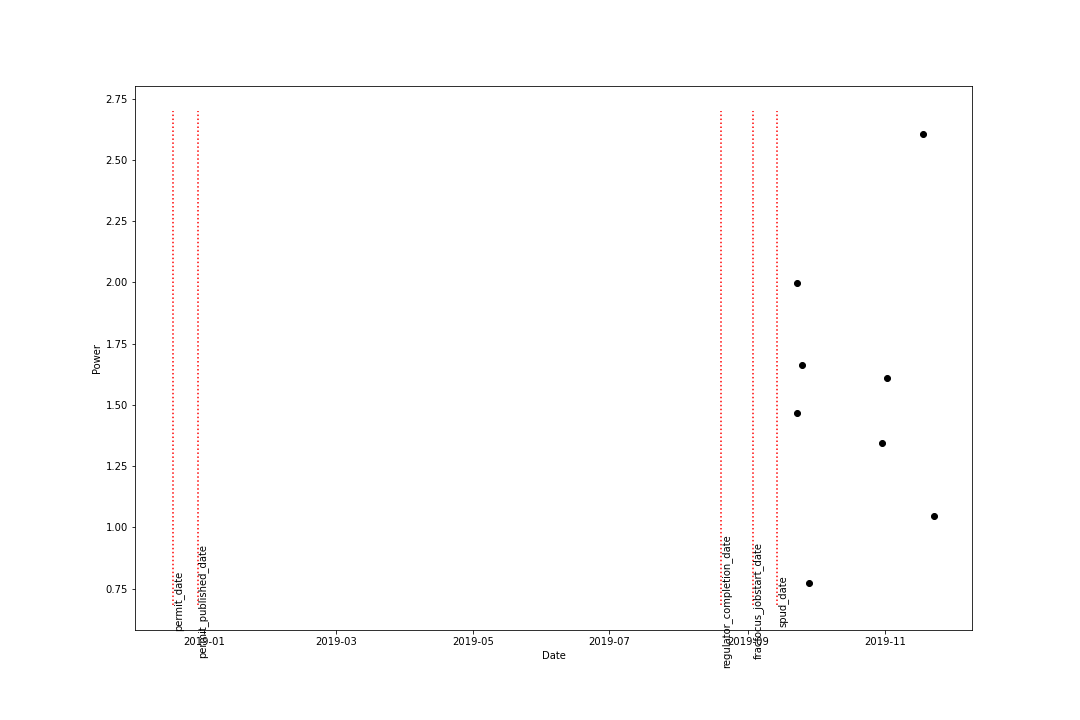 2.75
2.50
2.25
2.00
1.75
1.50
1.25
1.00
0.75
Power
permit_date
permit_published_date
regulator_completion_date
fracfocus_jobstart_date
spud_date
2019-01 2019-03 2019-05 2019-07 2019-09 2019-11
Date